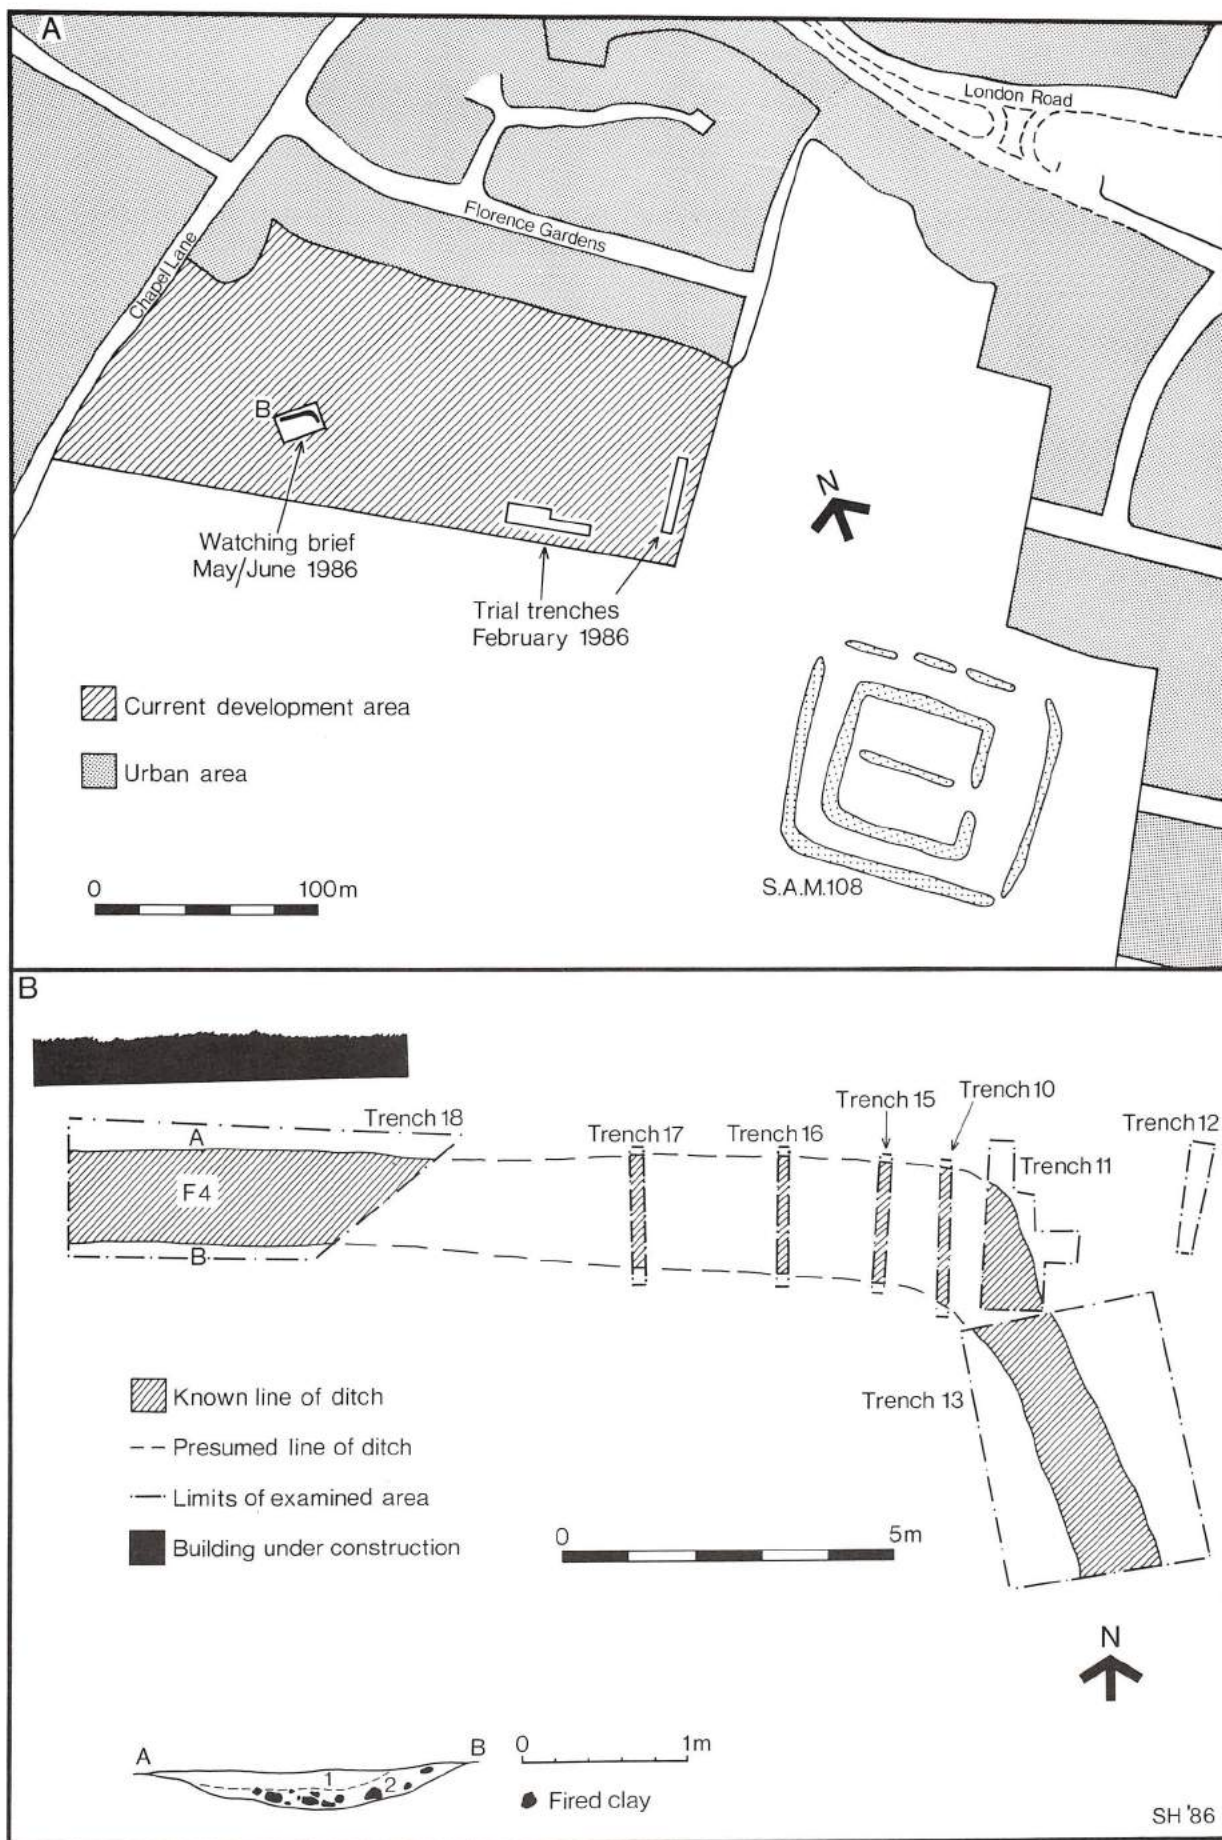 A
London Road
Florence Gardens
Chapel Lane
B
N
Watching brief
May/June 1986
Trial trenches
February 1986
Current development area
Urban area
0 100m
S.A.M.108
B
Trench 18
A
F4
B
Trench 17
Trench 16
Trench 15
Trench 10
Trench 11
Trench 12
Trench 13
Known line of ditch
Presumed line of ditch
Limits of examined area
Building under construction
0 5m
N
A
B
1
2
0 1m
Fired clay
SH '86